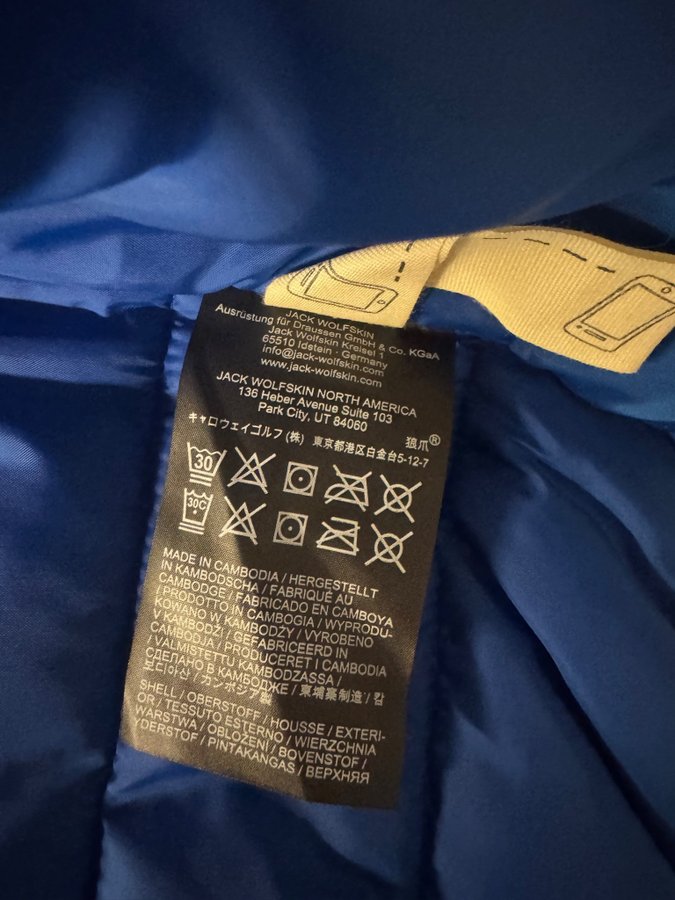 JACK WOLFSKIN
Ausrüstung für Draussen GmbH & Co. KGaA
Jack Wolfskin Kreisel 1
65510 Idstein - Germany
info@jack-wolfskin.com
www.jack-wolfskin.com
JACK WOLFSKIN NORTH AMERICA
136 Heber Avenue Suite 103
Park City, UT 84060
狼爪®
キャロウェイゴルフ(株) 東京都港区白金台5-12-7
30
30C
MADE IN CAMBODIA / HERGESTELLT
IN KAMBODSCHA / FABRIQUÉ AU
CAMBODGE / FABRICADO EN CAMBOYA
/ PRODOTTO IN CAMBOGIA / WYPRODU-
KOWANO W KAMBODŻY / VYROBENO
V KAMBODŽI / GEFABRICEERD IN
CAMBODJA / PRODUCERET I CAMBODIA
/ VALMISTETTU KAMBODZASSA /
СДЕЛАНО В КАМБОДЖЕ / 柬埔寨制造 / 캄
보디아산 / カンボジア製
SHELL / OBERSTOFF / HOUSSE / EXTERI-
OR / TESSUTO ESTERNO / WIERZCHNIA
WARSTWA / OBLOŽENÍ / BOVENSTOF /
YDERSTOF / PINTAKANGAS / ВЕРХНЯЯ